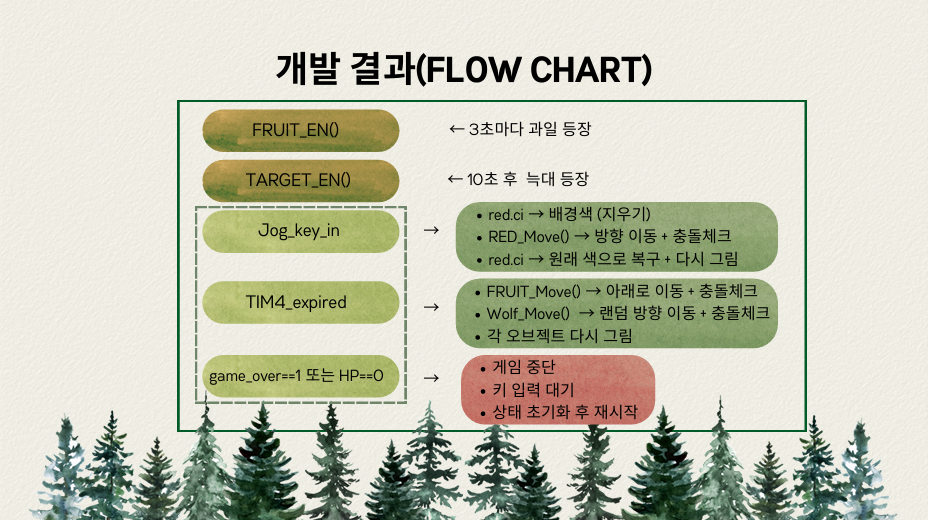 개발 결과(FLOW CHART)
FRUIT_EN()
← 3초마다 과일 등장
TARGET_EN()
← 10초 후 늑대 등장
Jog_key_in
→
• red.ci → 배경색 (지우기)
• RED_Move() → 방향 이동 + 충돌체크
• red.ci → 원래 색으로 복구 + 다시 그림
TIM4_expired
→
• FRUIT_Move() → 아래로 이동 + 충돌체크
• Wolf_Move() → 랜덤 방향 이동 + 충돌체크
• 각 오브젝트 다시 그림
game_over==1 또는 HP==0
→
• 게임 중단
• 키 입력 대기
• 상태 초기화 후 재시작